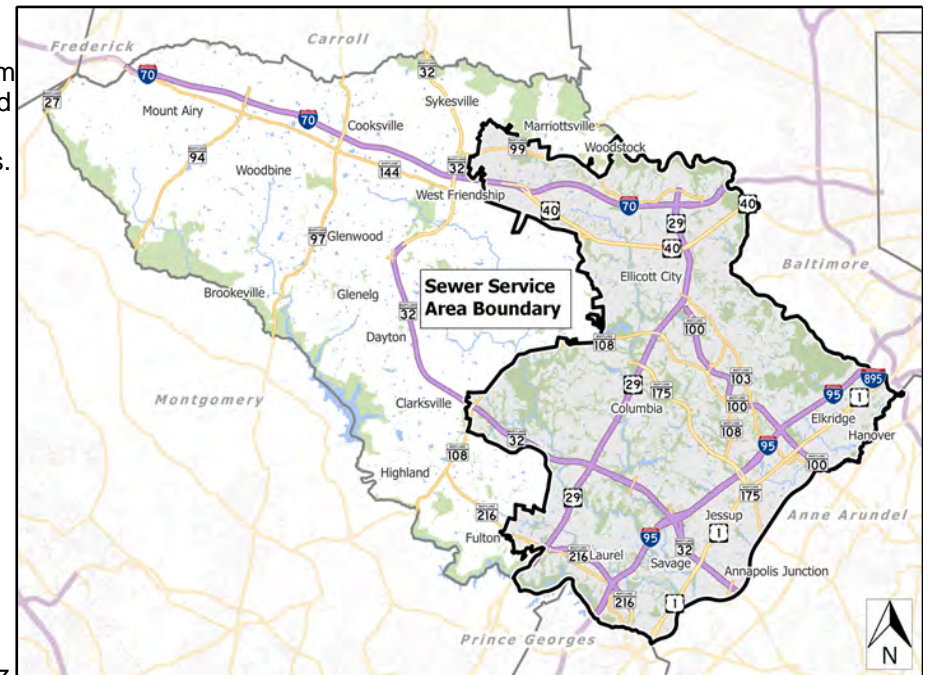 Frederick
Carroll
m
d
s.
z
70
32
27
Mount Airy
Sykesville
70
Cooksville
Marriottsville
99
Woodstock
94
Woodbine
144
32
West Friendship
40
70
40
29
97
Glenwood
40
Baltimore
Ellicott City
Brookeville
Glenelg
Sewer Service
Area Boundary
32
Dayton
108
100
29
175
103
895
95
1
Montgomery
Clarksville
Columbia
100
Elkridge
108
Hanover
32
95
108
100
Highland
29
175
216
Jessup
Anne Arundel
Fulton
95
1
216
Laurel
32
Savage
Annapolis Junction
216
1
Prince Georges
N